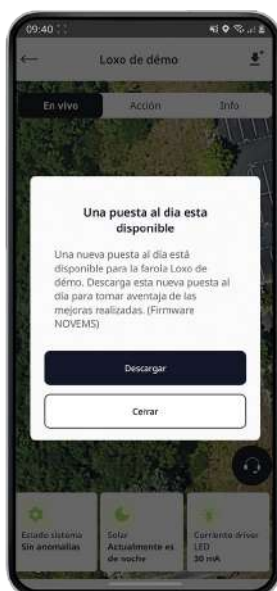 09:40
Loxo de démo
En vivo Acción Info
Una puesta al dia esta
disponible
Una nueva puesta al día está
disponible para la farola Loxo de
démo. Descarga esta nueva puesta al
día para tomar aventaja de las
mejoras realizadas. (Firmware
NOVEMS)
Descargar
Cerrar
Estado sistema
Sin anomalías
Solar
Actualmente es
de noche
Corriente driver
LED
30 mA